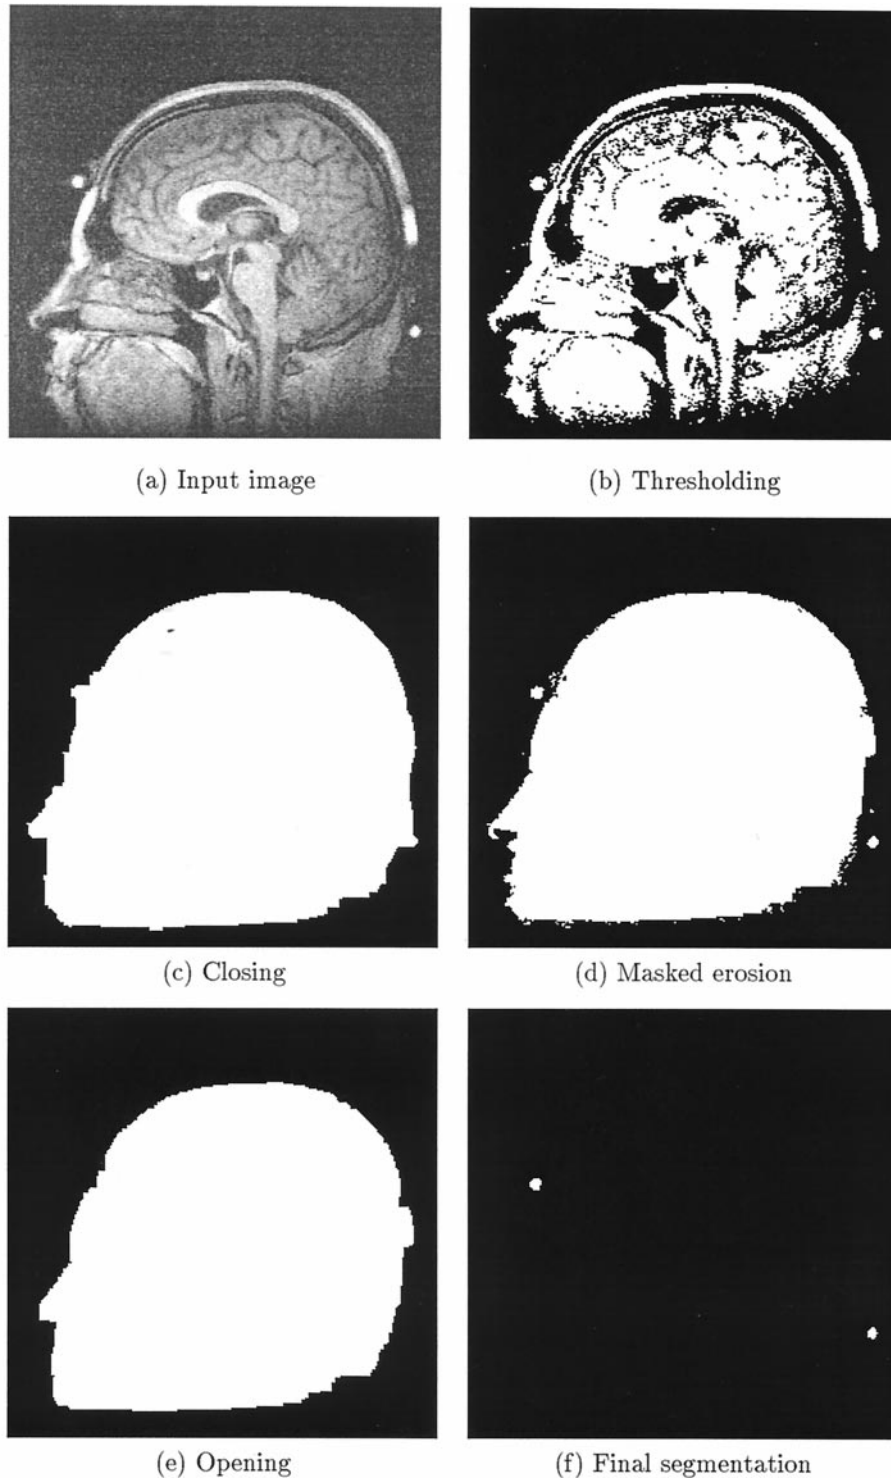 (a) Input image
(b) Thresholding
(c) Closing
(d) Masked erosion
(e) Opening
(f) Final segmentation